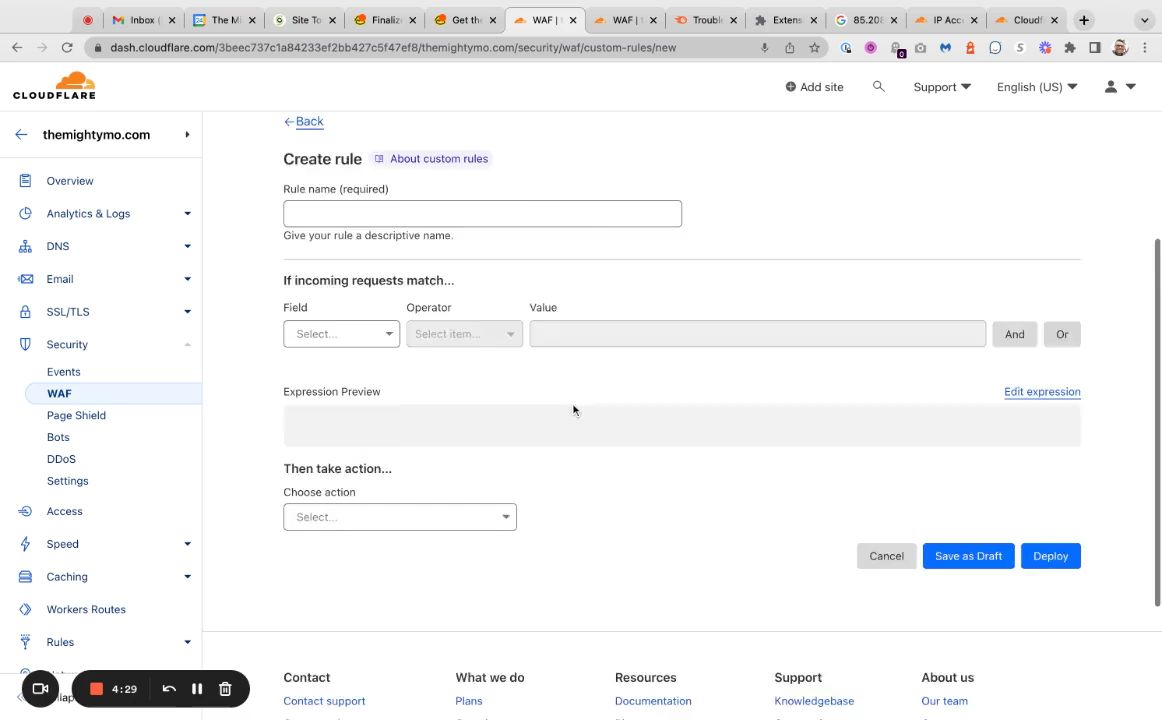 Inbox (
The Mi
Site To
Finalize
Get the
WAF | t
WAF | t
Troubl
Extens
85.208
IP Acce
Cloudf
dash.cloudflare.com/3beec737c1a84233ef2bb427c5f47ef8/themightymo.com/security/waf/custom-rules/new
0
CLOUDFLARE
Add site
Support
English (US)
themightymo.com
Overview
Analytics & Logs
DNS
Email
SSL/TLS
Security
Events
WAF
Page Shield
Bots
DDoS
Settings
Access
Speed
Caching
Workers Routes
Rules
4:29
Back
Create rule
About custom rules
Rule name (required)
Give your rule a descriptive name.
If incoming requests match...
Field Operator Value
Select... Select item... And Or
Expression Preview Edit expression
Then take action...
Choose action
Select...
Cancel Save as Draft Deploy
Contact What we do Resources Support About us
Contact support Plans Documentation Knowledgebase Our team